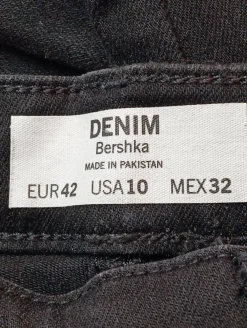 DENIM
Bershka
MADE IN PAKISTAN
EUR42 USA10 MEX32